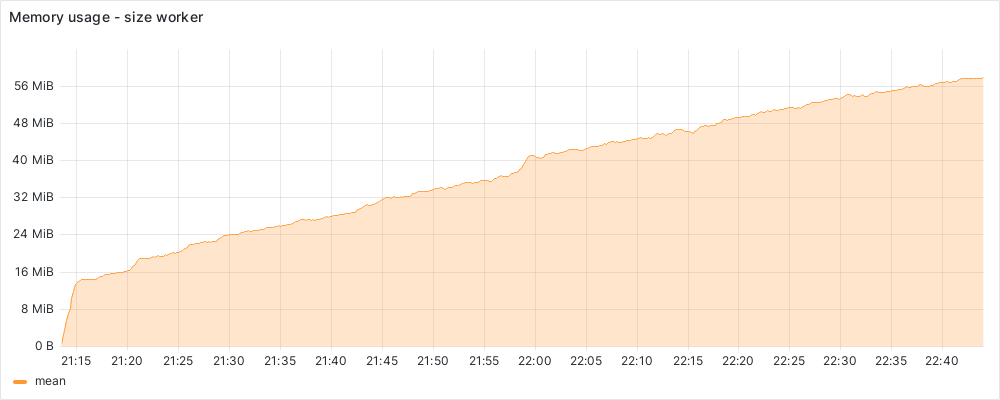 Memory usage - size worker
56 MiB
48 MiB
40 MiB
32 MiB
24 MiB
16 MiB
8 MiB
0 B
21:15 21:20 21:25 21:30 21:35 21:40 21:45 21:50 21:55 22:00 22:05 22:10 22:15 22:20 22:25 22:30 22:35 22:40
mean